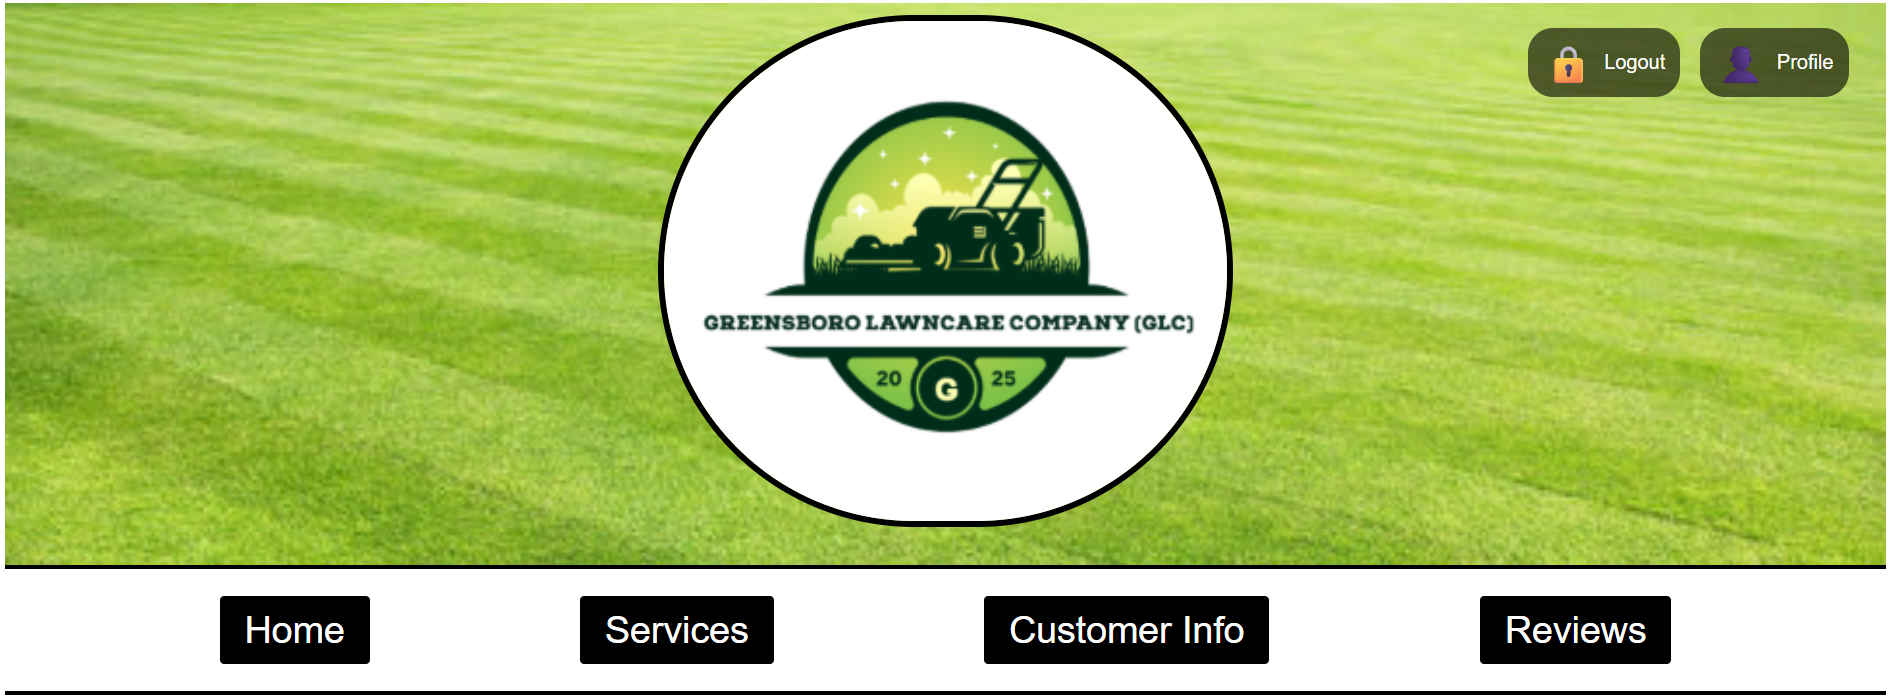 Logout
Profile
GREENSBORO LAWNCARE COMPANY (GLC)
20 G 25
Home
Services
Customer Info
Reviews